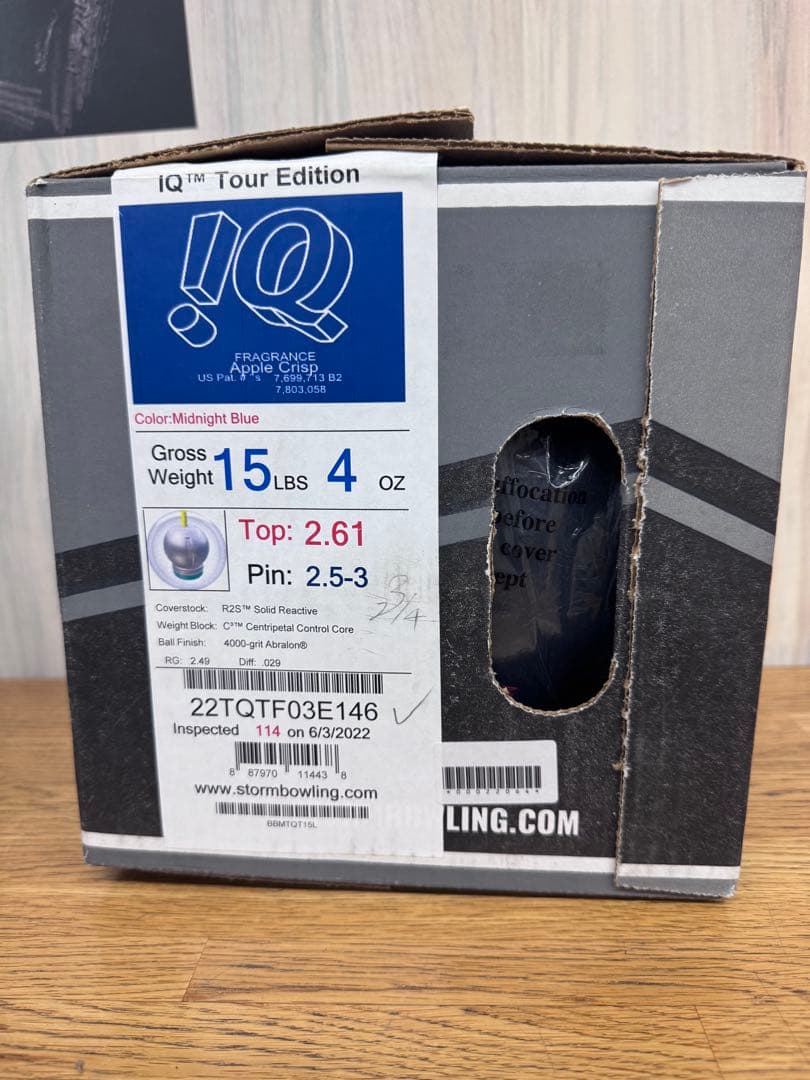 iQ™ Tour Edition
!Q
FRAGRANCE
Apple Crisp
US Pat. #'s 7,699,713 B2
7,803,058
Color:Midnight Blue
Gross Weight 15 LBS 4 OZ
Top: 2.61
Pin: 2.5-3
2 3/4
Coverstock: R2S™ Solid Reactive
Weight Block: C³™ Centripetal Control Core
Ball Finish: 4000-grit Abralon®
RG: 2.49 Diff: .029
22TQTF03E146
Inspected 114 on 6/3/2022
8 87970 11443 8
www.stormbowling.com
BBMTQT15L
uffocation
before
cover
ept
LING.COM